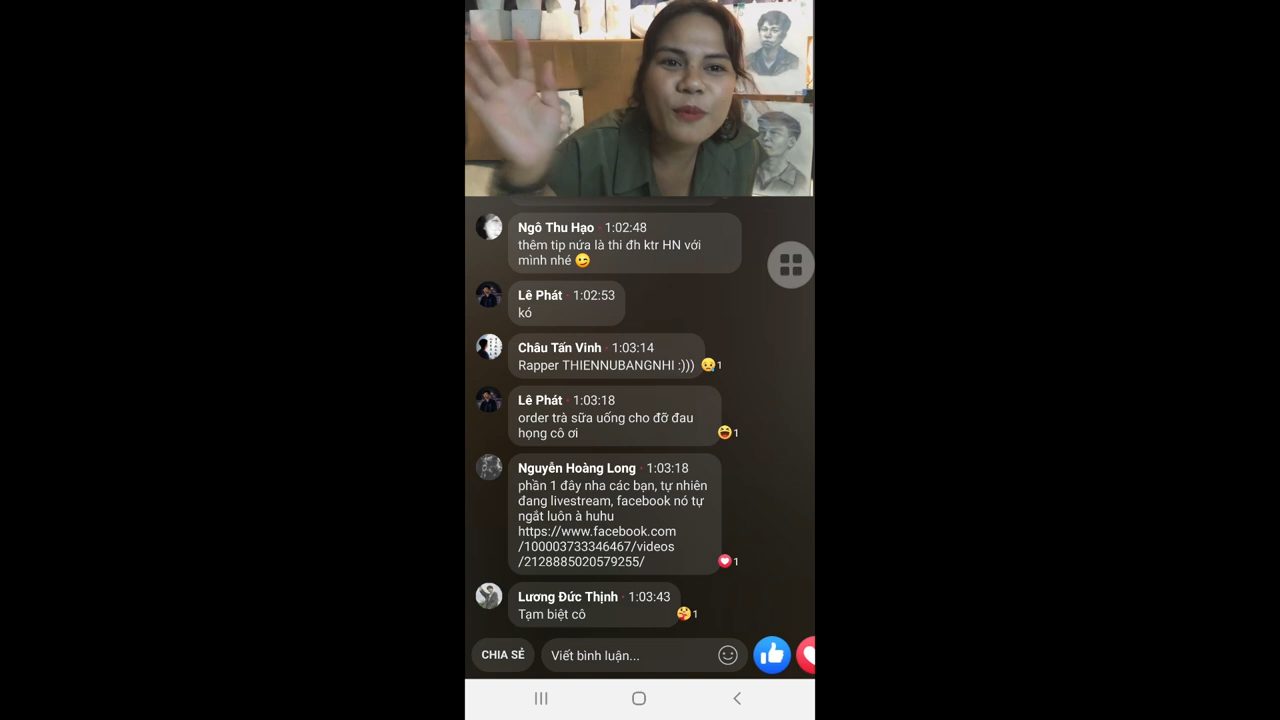 Ngô Thu Hạo · 1:02:48
thêm tip nứa là thi đh ktr HN với
mình nhé 😉
Lê Phát · 1:02:53
kó
Châu Tấn Vinh · 1:03:14
Rapper THIENNUBANGNHI :)))
1
Lê Phát · 1:03:18
order trà sữa uống cho đỡ đau
họng cô ơi
1
Nguyễn Hoàng Long · 1:03:18
phần 1 đây nha các bạn, tự nhiên
đang livestream, facebook nó tự
ngắt luôn à huhu
https://www.facebook.com
/100003733346467/videos
/2128885020579255/
1
Lương Đức Thịnh · 1:03:43
Tạm biệt cô
1
CHIA SẺ
Viết bình luận...